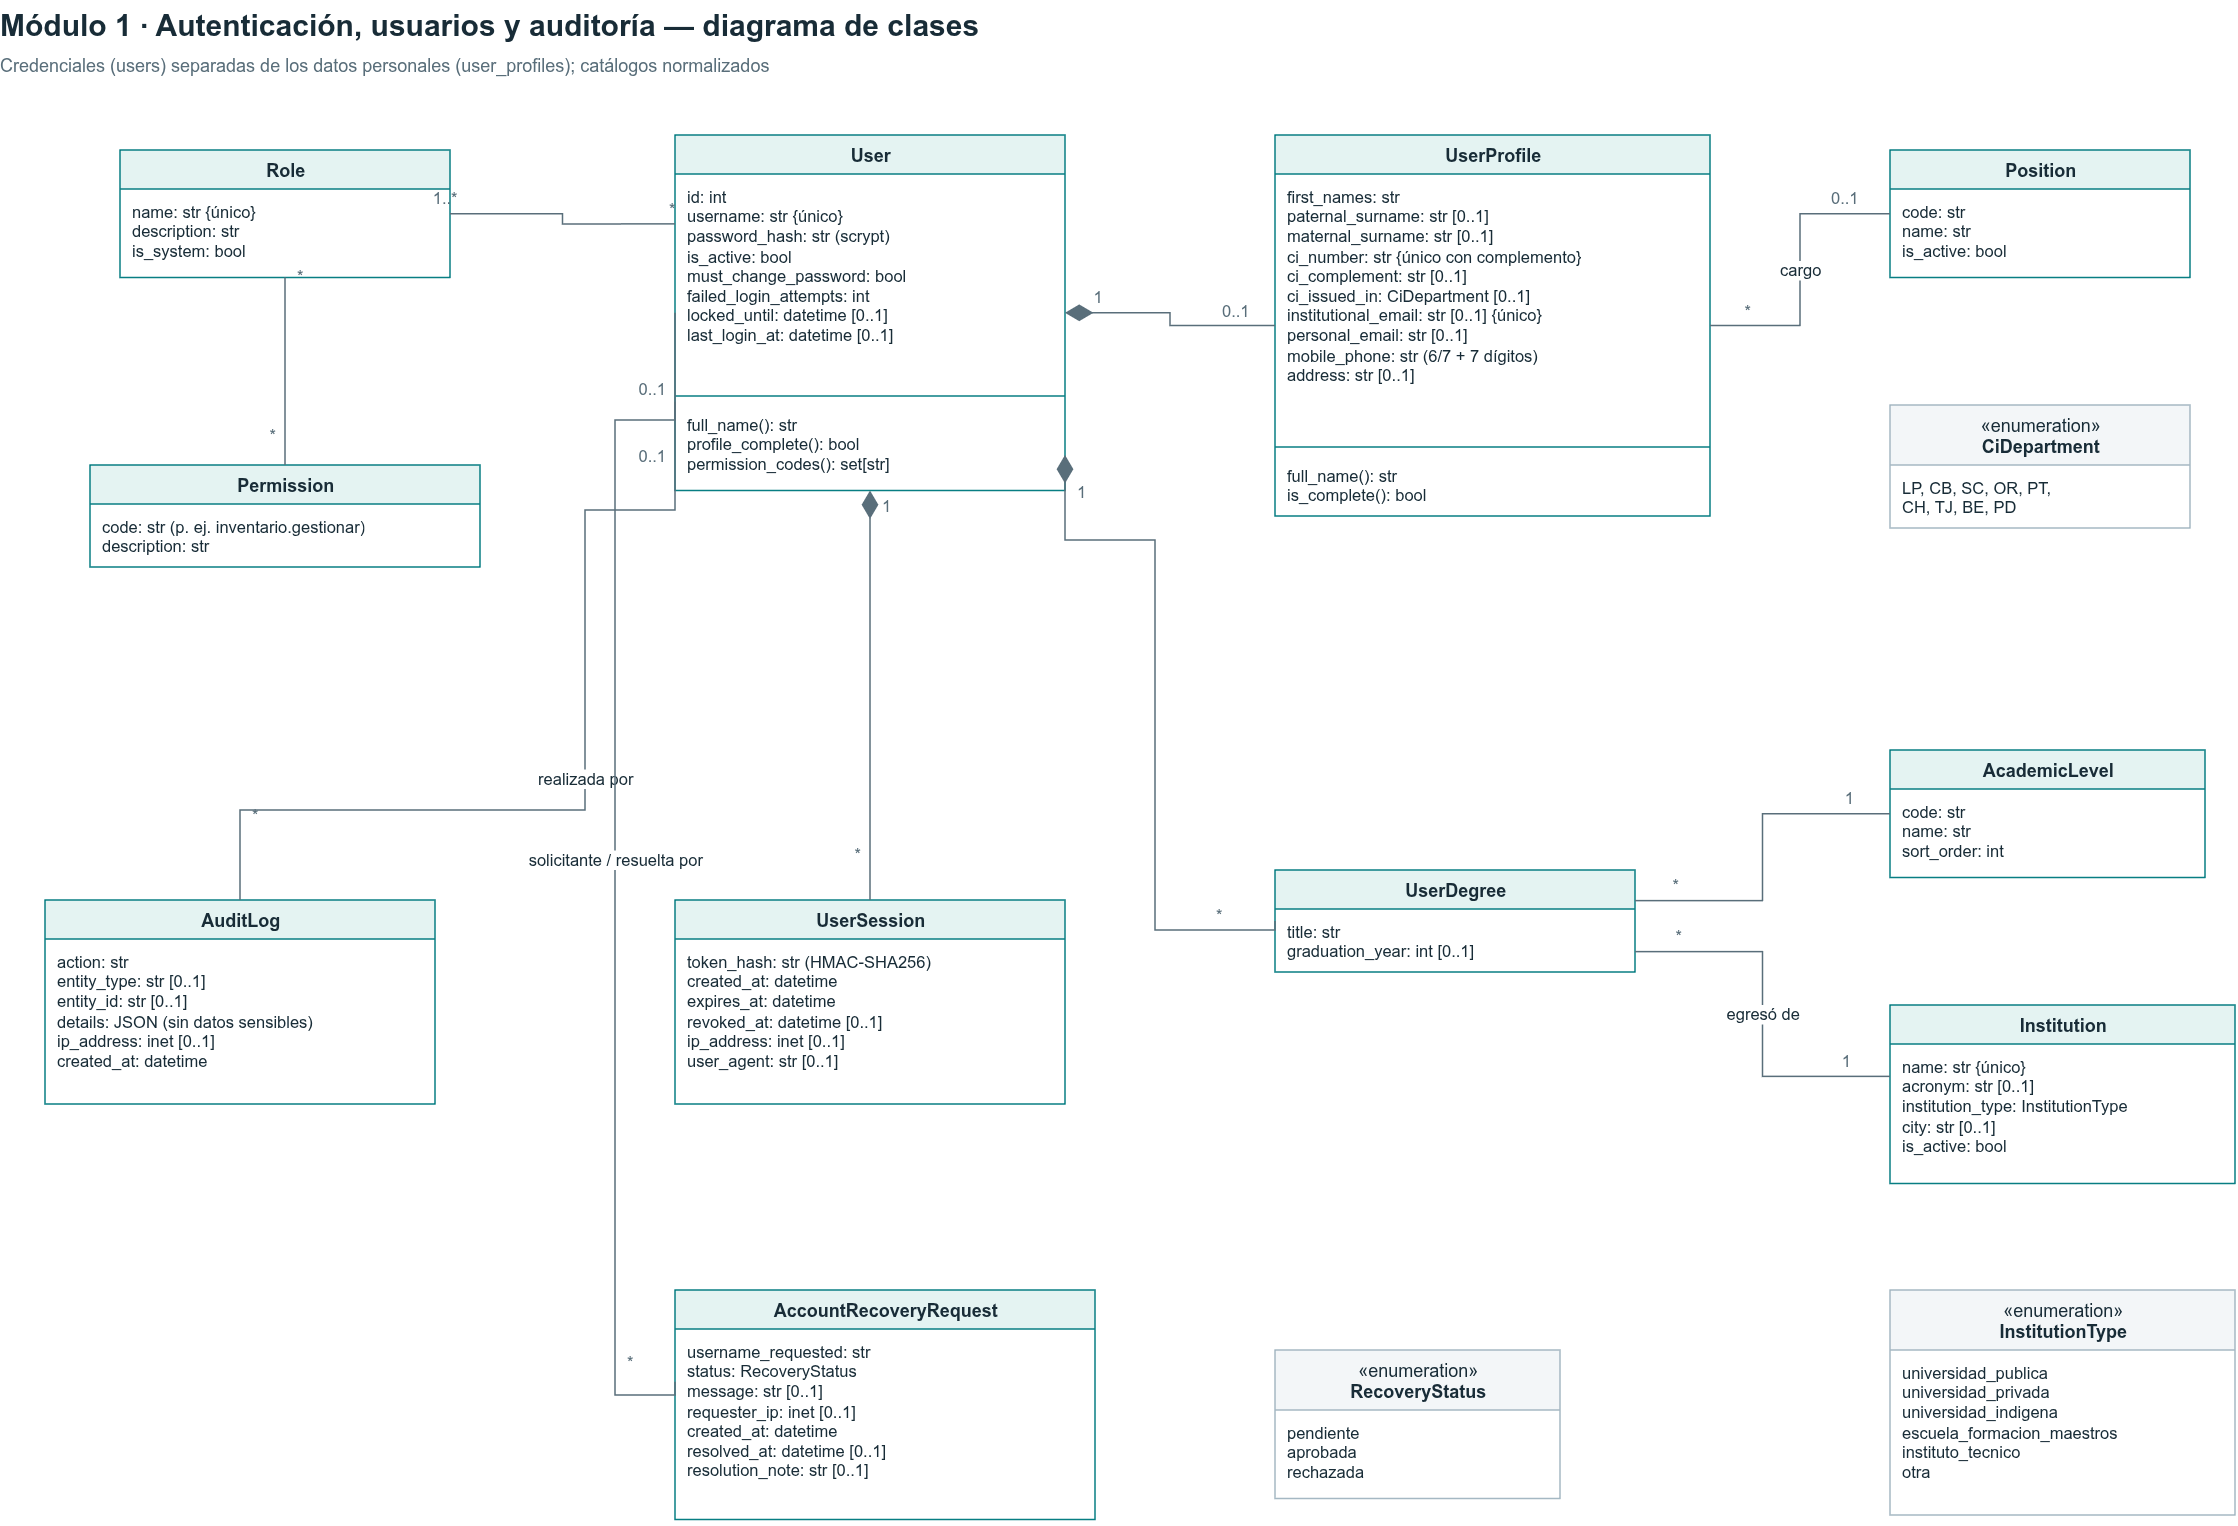 Módulo 1 · Autenticación, usuarios y auditoría — diagrama de clases
Credenciales (users) separadas de los datos personales (user_profiles); catálogos normalizados
Role
name: str {único}
description: str
is_system: bool
1..*
*
*
*
Permission
code: str (p. ej. inventario.gestionar)
description: str
User
id: int
username: str {único}
password_hash: str (scrypt)
is_active: bool
must_change_password: bool
failed_login_attempts: int
locked_until: datetime [0..1]
last_login_at: datetime [0..1]
full_name(): str
profile_complete(): bool
permission_codes(): set[str]
0..1
0..1
1
0..1
1
1
UserProfile
first_names: str
paternal_surname: str [0..1]
maternal_surname: str [0..1]
ci_number: str {único con complemento}
ci_complement: str [0..1]
ci_issued_in: CiDepartment [0..1]
institutional_email: str [0..1] {único}
personal_email: str [0..1]
mobile_phone: str (6/7 + 7 dígitos)
address: str [0..1]
full_name(): str
is_complete(): bool
*
cargo
0..1
Position
code: str
name: str
is_active: bool
«enumeration»
CiDepartment
LP, CB, SC, OR, PT,
CH, TJ, BE, PD
realizada por
*
solicitante / resuelta por
*
*
AuditLog
action: str
entity_type: str [0..1]
entity_id: str [0..1]
details: JSON (sin datos sensibles)
ip_address: inet [0..1]
created_at: datetime
UserSession
token_hash: str (HMAC-SHA256)
created_at: datetime
expires_at: datetime
revoked_at: datetime [0..1]
ip_address: inet [0..1]
user_agent: str [0..1]
UserDegree
title: str
graduation_year: int [0..1]
*
*
1
AcademicLevel
code: str
name: str
sort_order: int
*
egresó de
1
Institution
name: str {único}
acronym: str [0..1]
institution_type: InstitutionType
city: str [0..1]
is_active: bool
AccountRecoveryRequest
username_requested: str
status: RecoveryStatus
message: str [0..1]
requester_ip: inet [0..1]
created_at: datetime
resolved_at: datetime [0..1]
resolution_note: str [0..1]
«enumeration»
RecoveryStatus
pendiente
aprobada
rechazada
«enumeration»
InstitutionType
universidad_publica
universidad_privada
universidad_indigena
escuela_formacion_maestros
instituto_tecnico
otra